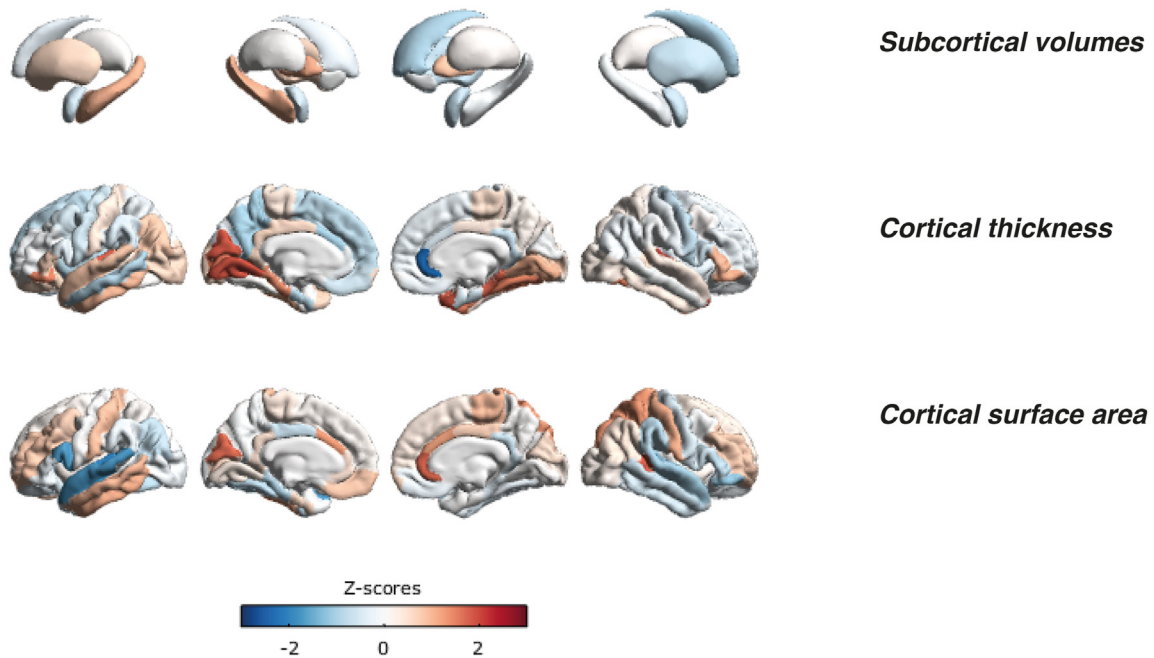 Subcortical volumes
Cortical thickness
Cortical surface area
Z-scores
-2 0 2